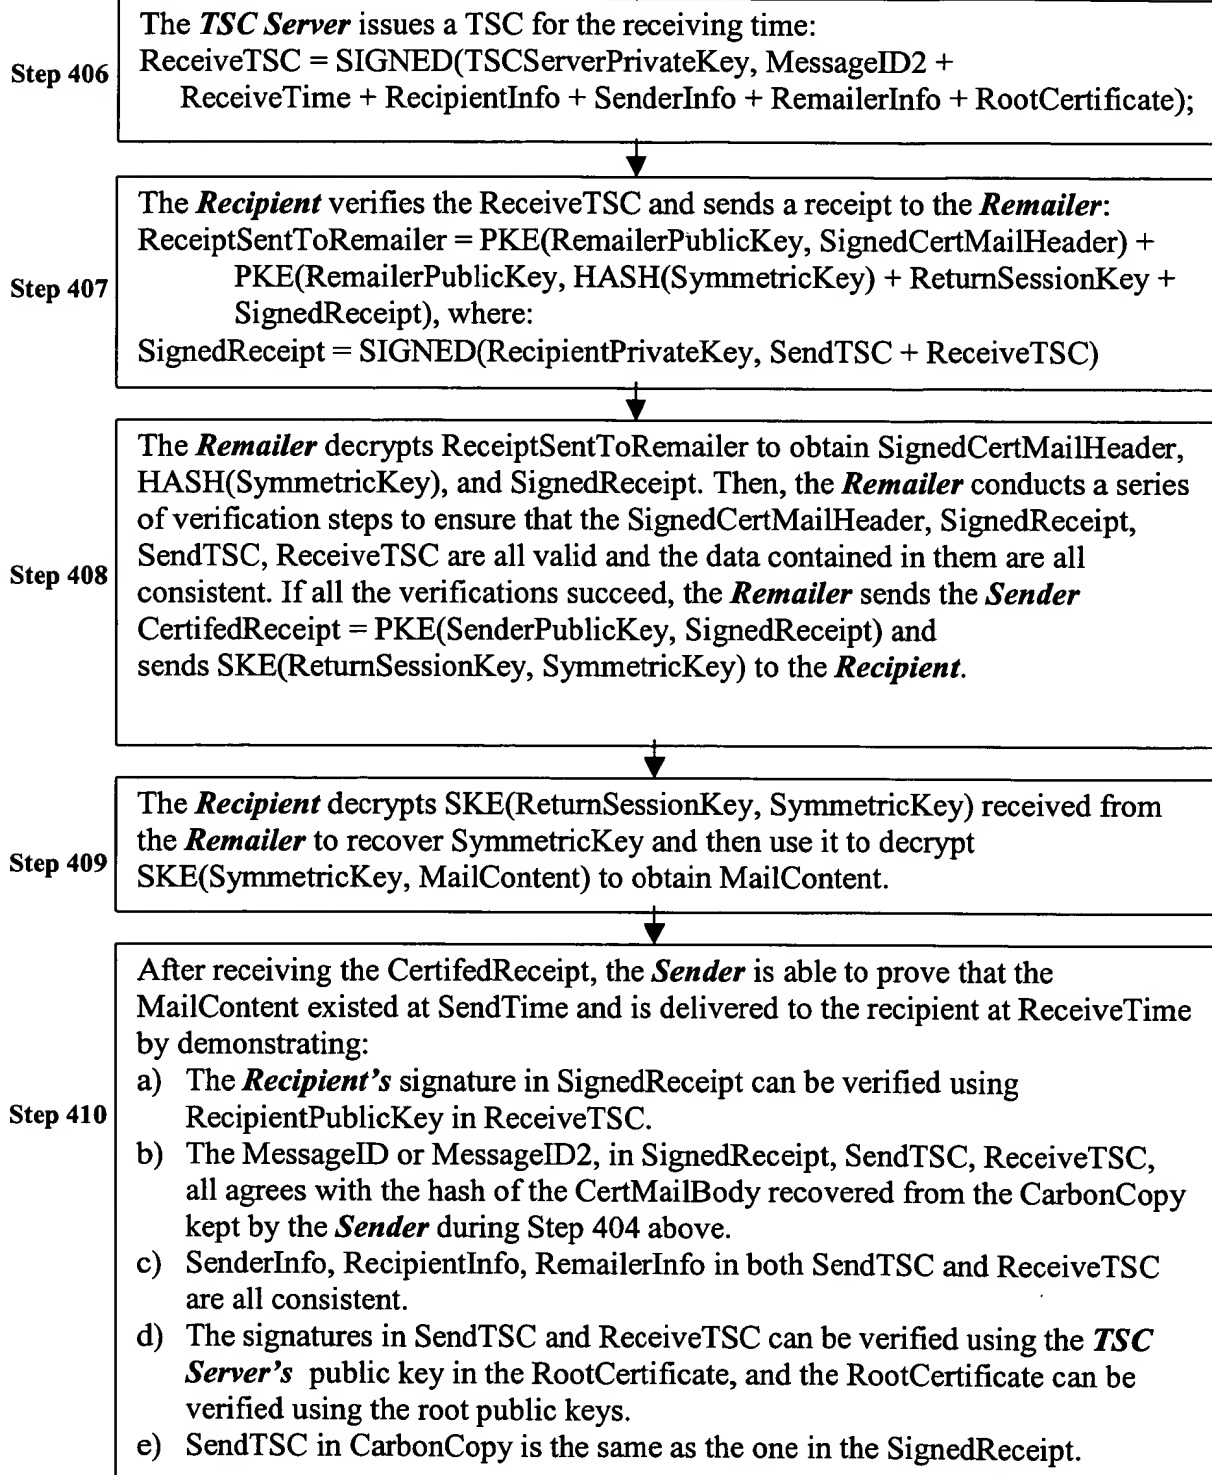 The TSC Server issues a TSC for the receiving time:
Step 406
ReceiveTSC = SIGNED(TSCServerPrivateKey, MessageID2 +
ReceiveTime + RecipientInfo + SenderInfo + RemailerInfo + RootCertificate);
The Recipient verifies the ReceiveTSC and sends a receipt to the Remailer:
ReceiptSentToRemailer = PKE(RemailerPublicKey, SignedCertMailHeader) +
Step 407
PKE(RemailerPublicKey, HASH(SymmetricKey) + ReturnSessionKey +
SignedReceipt), where:
SignedReceipt = SIGNED(RecipientPrivateKey, SendTSC + ReceiveTSC)
The Remailer decrypts ReceiptSentToRemailer to obtain SignedCertMailHeader,
HASH(SymmetricKey), and SignedReceipt. Then, the Remailer conducts a series
of verification steps to ensure that the SignedCertMailHeader, SignedReceipt,
Step 408
SendTSC, ReceiveTSC are all valid and the data contained in them are all
consistent. If all the verifications succeed, the Remailer sends the Sender
CertifedReceipt = PKE(SenderPublicKey, SignedReceipt) and
sends SKE(ReturnSessionKey, SymmetricKey) to the Recipient.
The Recipient decrypts SKE(ReturnSessionKey, SymmetricKey) received from
Step 409
the Remailer to recover SymmetricKey and then use it to decrypt
SKE(SymmetricKey, MailContent) to obtain MailContent.
After receiving the CertifedReceipt, the Sender is able to prove that the
MailContent existed at SendTime and is delivered to the recipient at ReceiveTime
by demonstrating:
a) The Recipient's signature in SignedReceipt can be verified using
Step 410
RecipientPublicKey in ReceiveTSC.
b) The MessageID or MessageID2, in SignedReceipt, SendTSC, ReceiveTSC,
all agrees with the hash of the CertMailBody recovered from the CarbonCopy
kept by the Sender during Step 404 above.
c) SenderInfo, RecipientInfo, RemailerInfo in both SendTSC and ReceiveTSC
are all consistent.
d) The signatures in SendTSC and ReceiveTSC can be verified using the TSC
Server's public key in the RootCertificate, and the RootCertificate can be
verified using the root public keys.
e) SendTSC in CarbonCopy is the same as the one in the SignedReceipt.